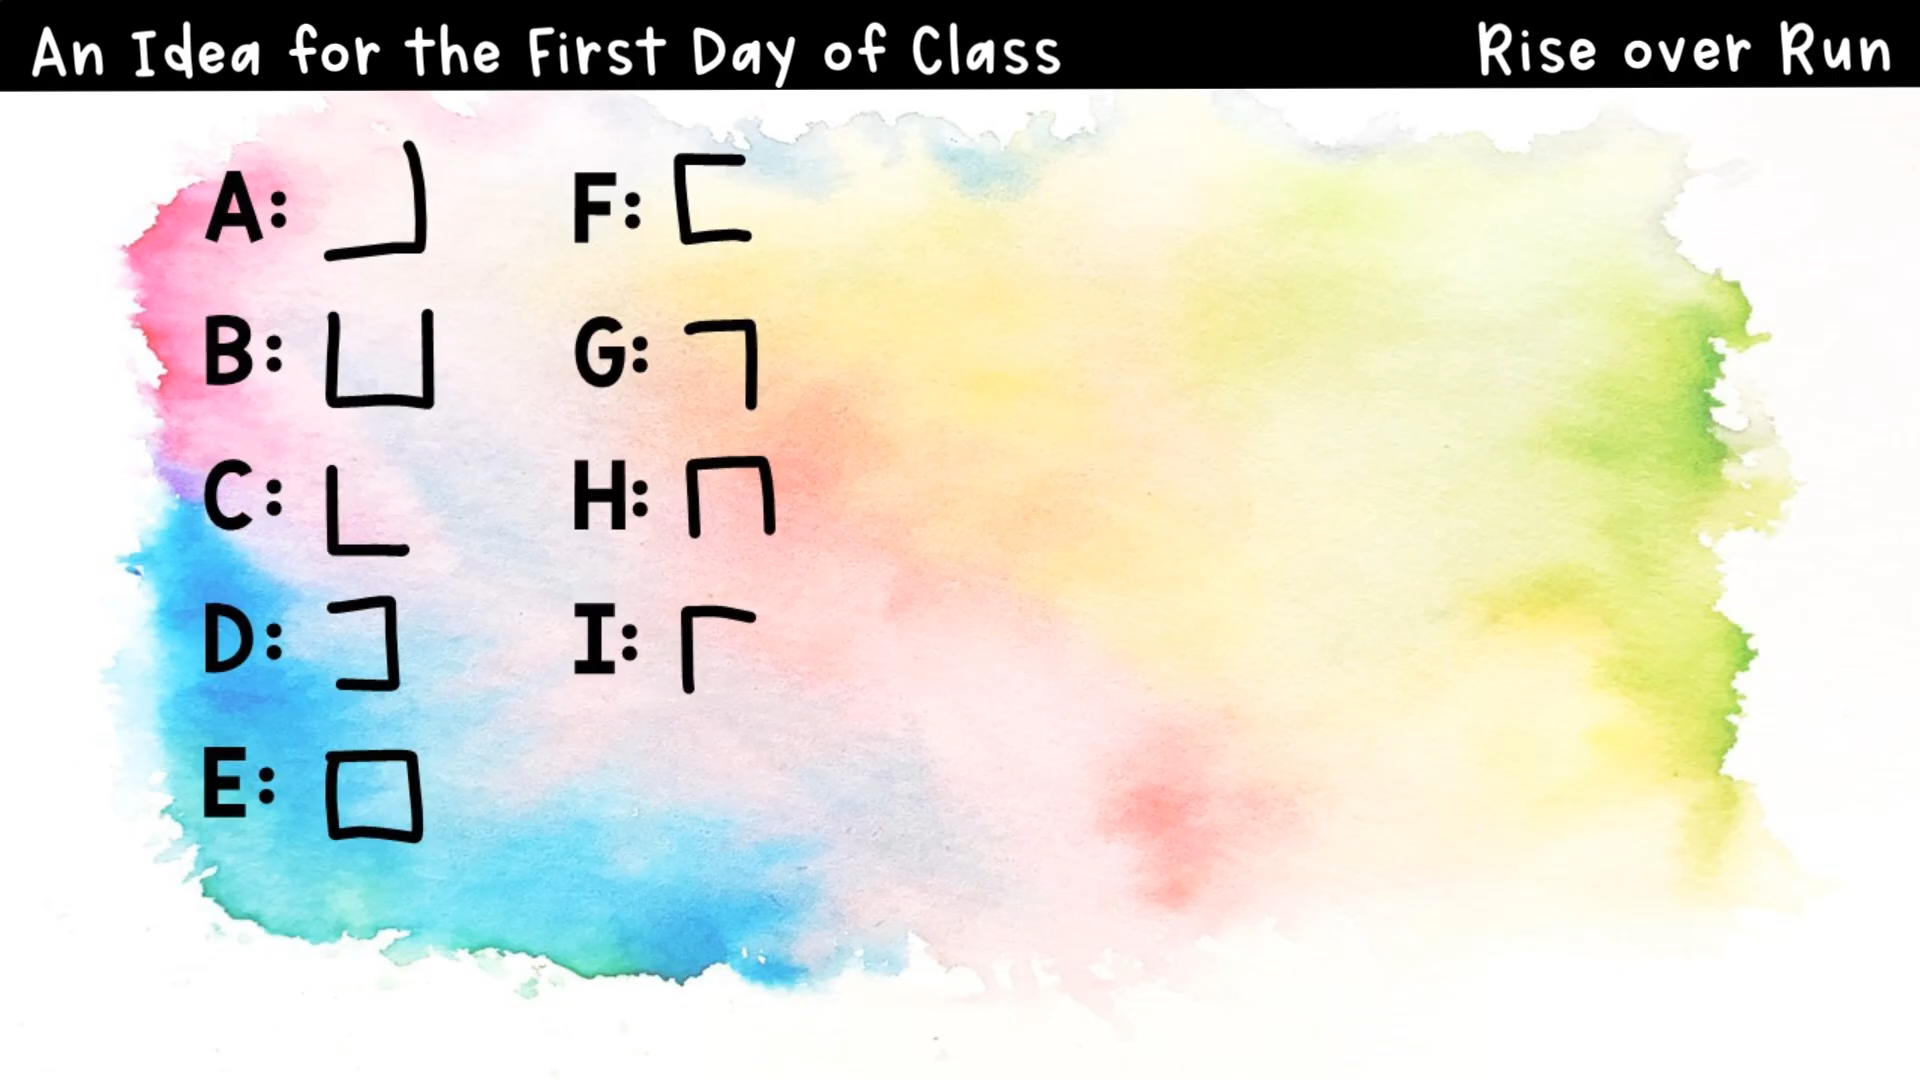 An Idea for the First Day of Class
Rise over Run
A:
B:
C:
D:
E:
F:
G:
H:
I: